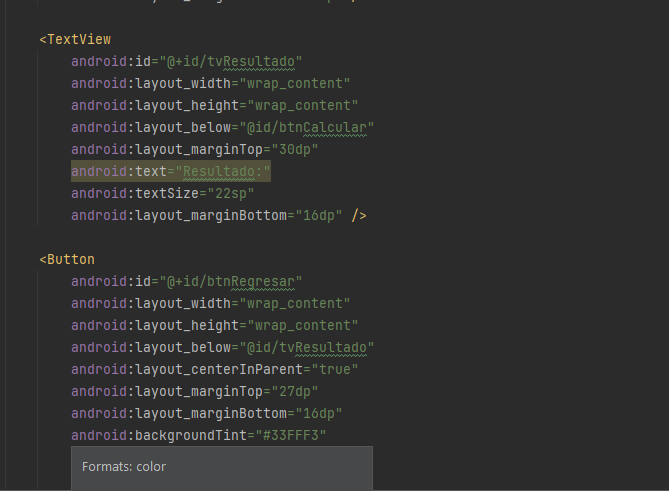 <TextView
android:id="@+id/tvResultado"
android:layout_width="wrap_content"
android:layout_height="wrap_content"
android:layout_below="@id/btnCalcular"
android:layout_marginTop="30dp"
android:text="Resultado:"
android:textSize="22sp"
android:layout_marginBottom="16dp" />
<Button
android:id="@+id/btnRegresar"
android:layout_width="wrap_content"
android:layout_height="wrap_content"
android:layout_below="@id/tvResultado"
android:layout_centerInParent="true"
android:layout_marginTop="27dp"
android:layout_marginBottom="16dp"
android:backgroundTint="#33FFF3"
Formats: color